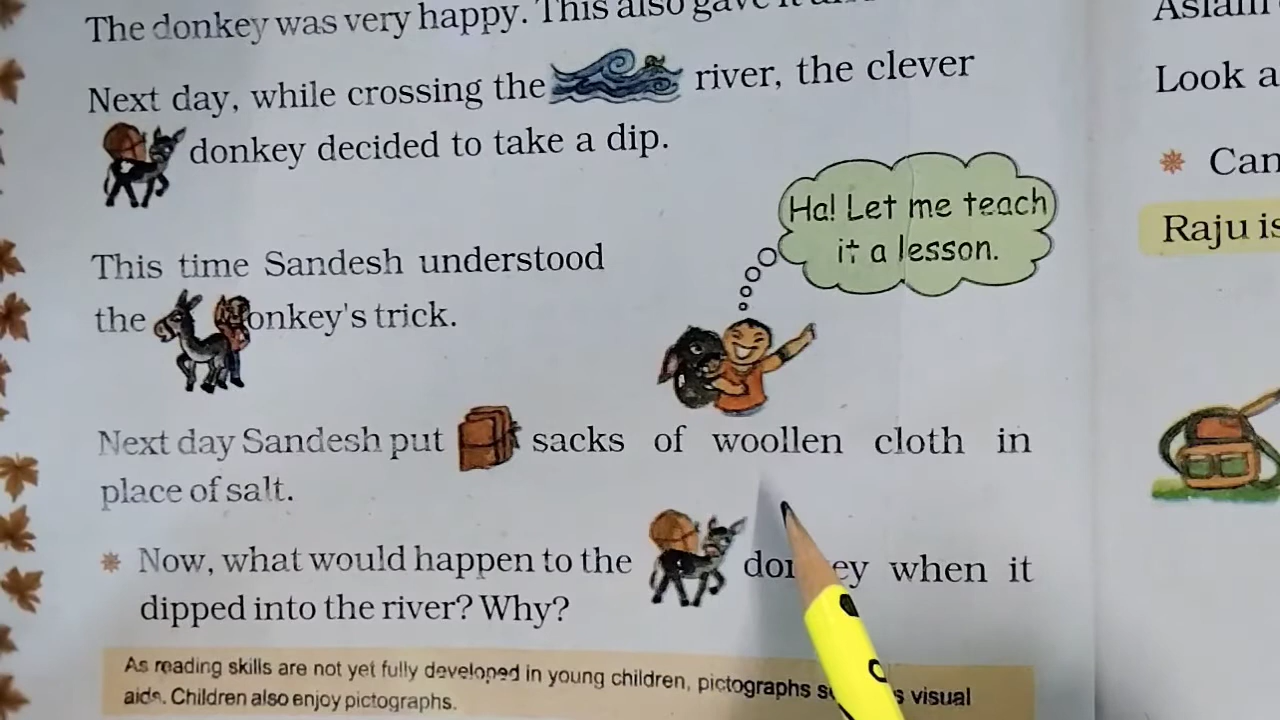 The donkey was very happy. This also gave it
Next day, while crossing the river, the clever
donkey decided to take a dip.
Ha! Let me teach
it a lesson.
This time Sandesh understood
the donkey's trick.
Next day Sandesh put sacks of woollen cloth in
place of salt.
Now, what would happen to the donkey when it
dipped into the river? Why?
As reading skills are not yet fully developed in young children, pictographs visual
aids. Children also enjoy pictographs.
Look a
Can
Raju is